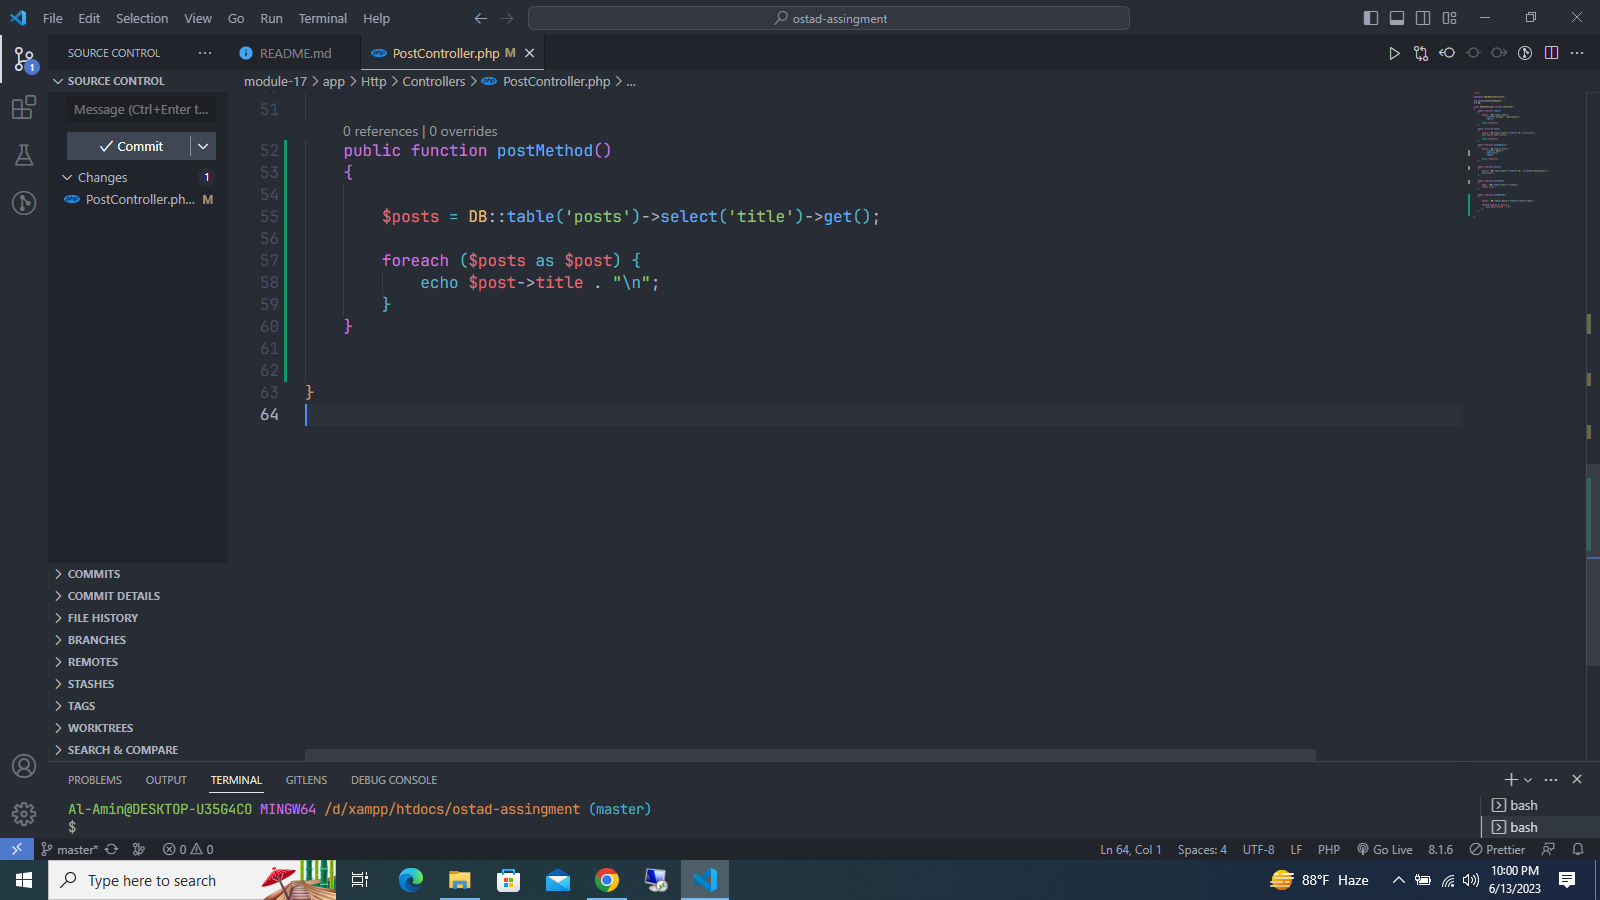 File Edit Selection View Go Run Terminal Help
ostad-assingment
SOURCE CONTROL
README.md
PostController.php M
1
SOURCE CONTROL
module-17 > app > Http > Controllers > PostController.php > ...
Message (Ctrl+Enter t...
Commit
Changes 1
PostController.ph... M
51
0 references | 0 overrides
52 public function postMethod()
53 {
54
55 $posts = DB::table('posts')->select('title')->get();
56
57 foreach ($posts as $post) {
58 echo $post->title . "\n";
59 }
60 }
61
62
63 }
64
COMMITS
COMMIT DETAILS
FILE HISTORY
BRANCHES
REMOTES
STASHES
TAGS
WORKTREES
SEARCH & COMPARE
PROBLEMS OUTPUT TERMINAL GITLENS DEBUG CONSOLE
Al-Amin@DESKTOP-U35G4CO MINGW64 /d/xampp/htdocs/ostad-assingment (master)
$
bash
bash
master* 0 0 Ln 64, Col 1 Spaces: 4 UTF-8 LF PHP Go Live 8.1.6 Prettier
Type here to search
88°F Haze
10:00 PM
6/13/2023